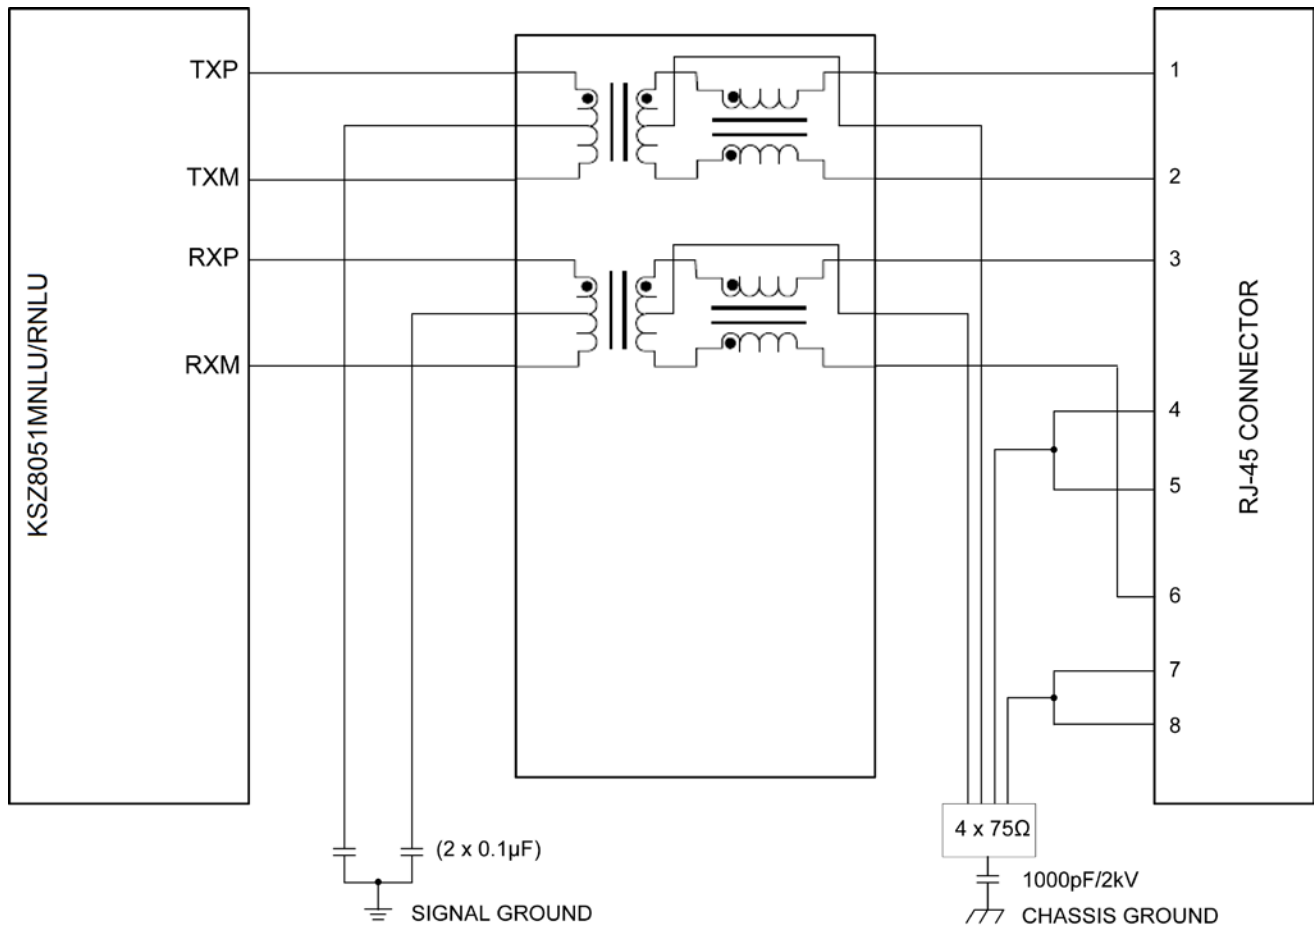 KSZ8051MNLU/RNLU
TXP
TXM
RXP
RXM
1
2
3
4
5
6
7
8
RJ-45 CONNECTOR
(2 x 0.1µF)
SIGNAL GROUND
4 x 75Ω
1000pF/2kV
CHASSIS GROUND